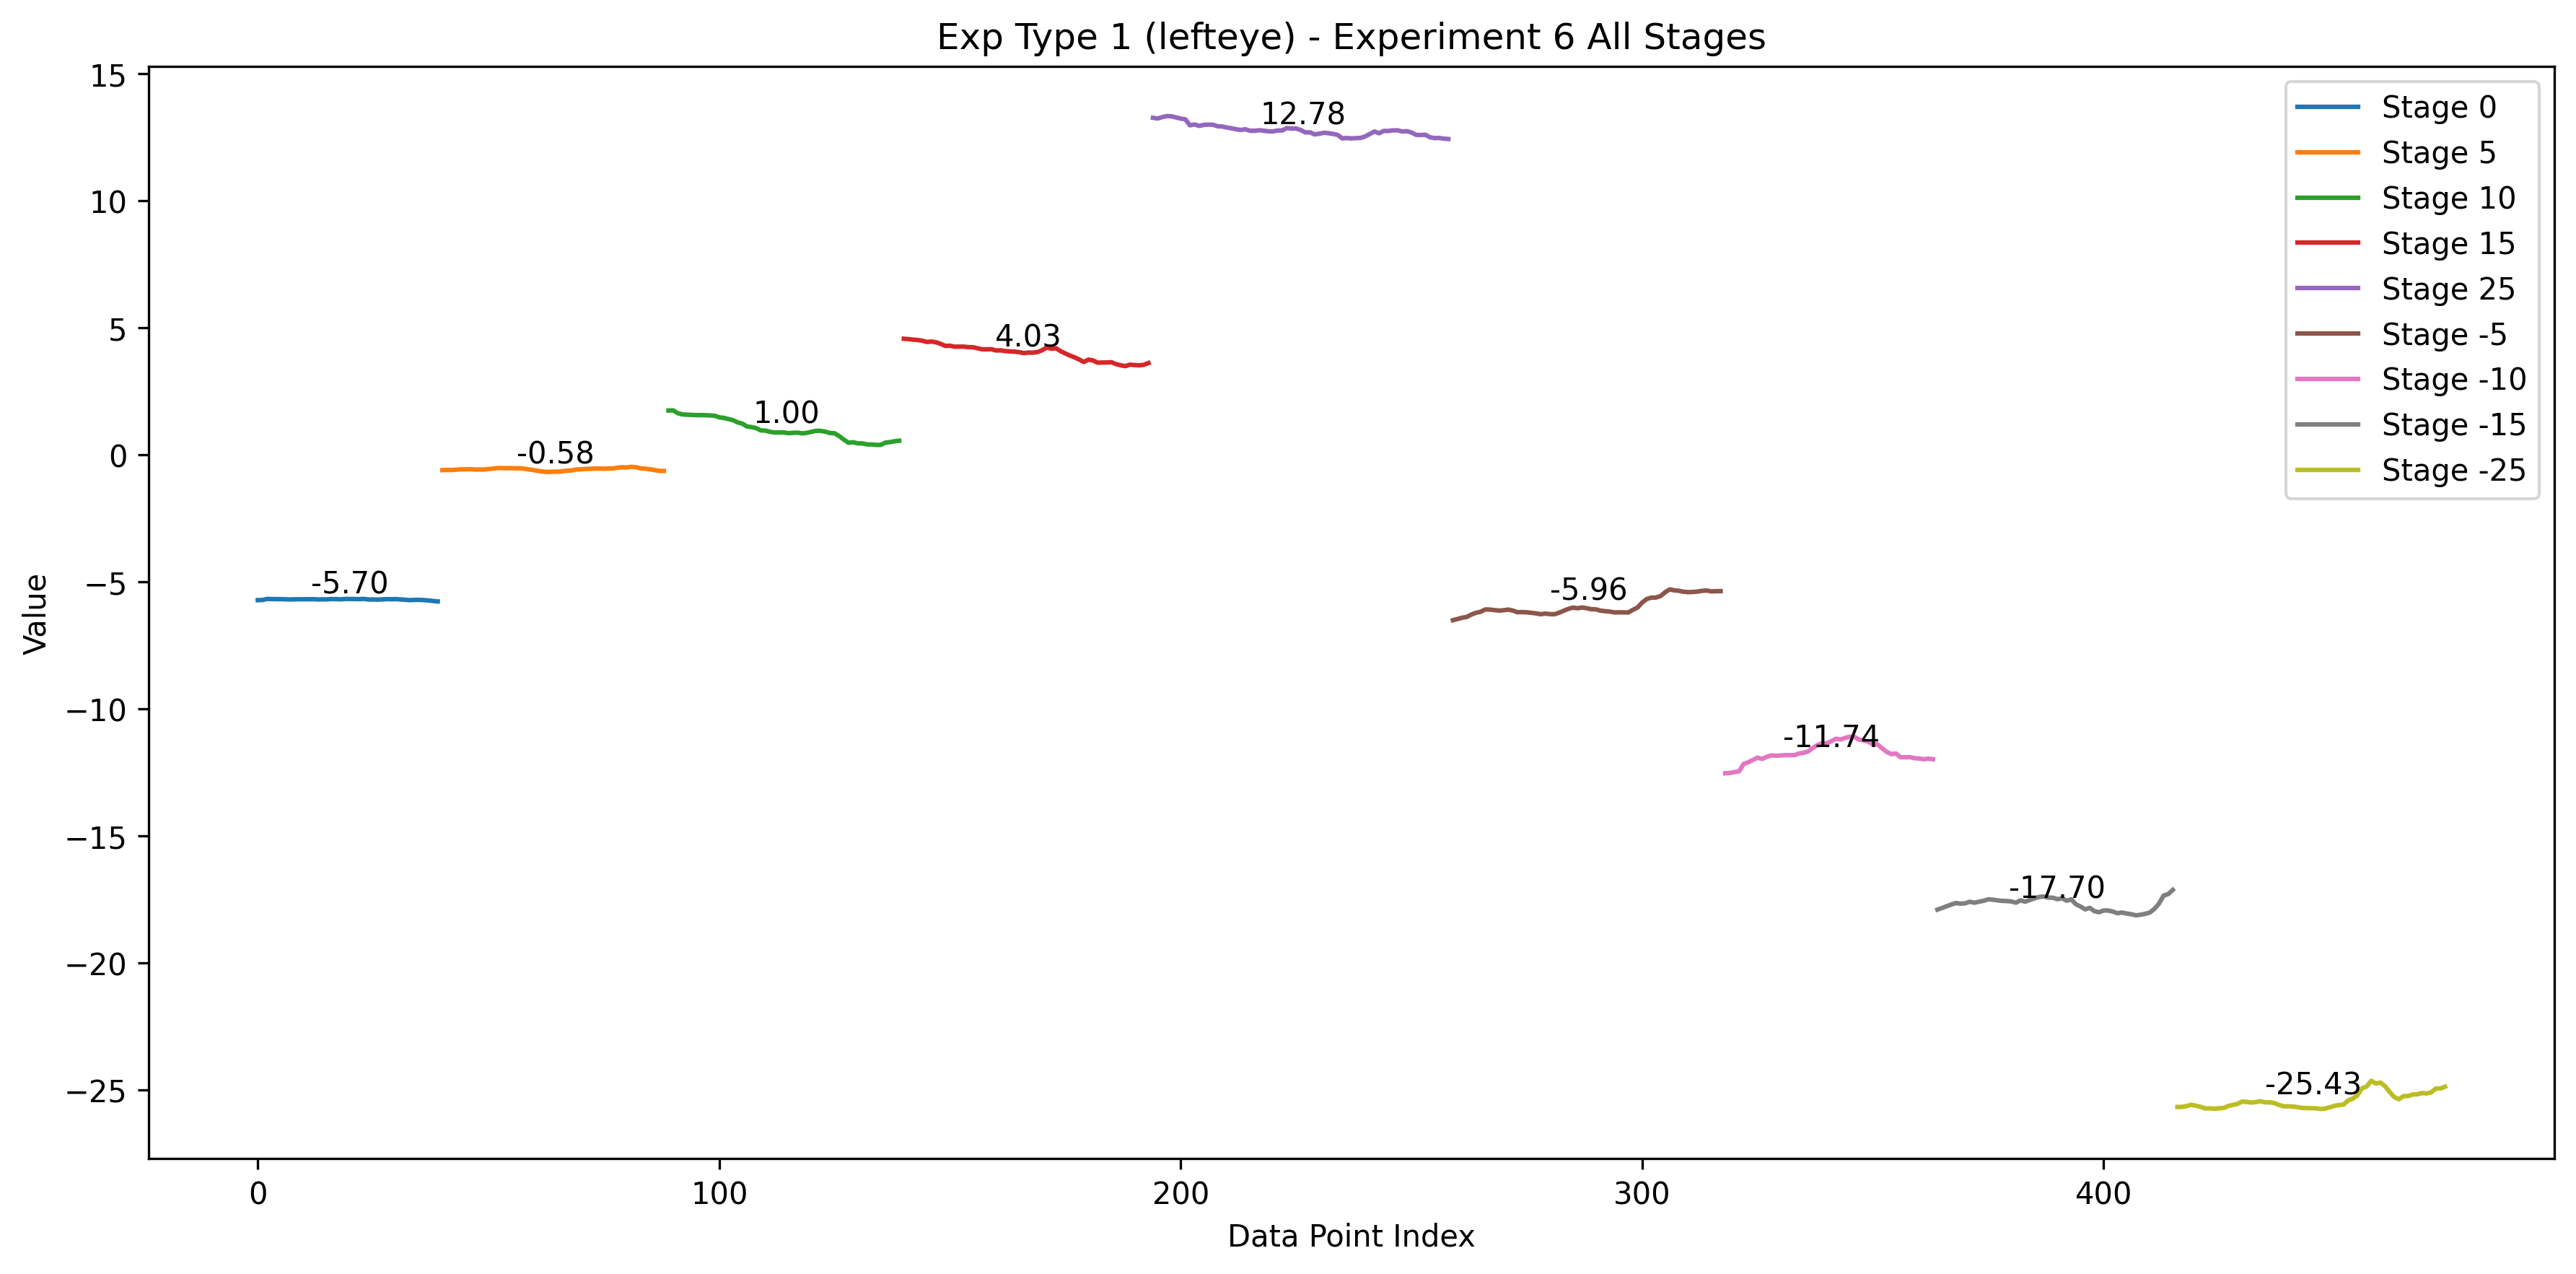 Exp Type 1 (lefteye) - Experiment 6 All Stages
15
10
5
0
−5
−10
−15
−20
−25
Value
12.78
4.03
1.00
-0.58
-5.70
-5.96
-11.74
-17.70
-25.43
Stage 0
Stage 5
Stage 10
Stage 15
Stage 25
Stage -5
Stage -10
Stage -15
Stage -25
0 100 200 300 400
Data Point Index